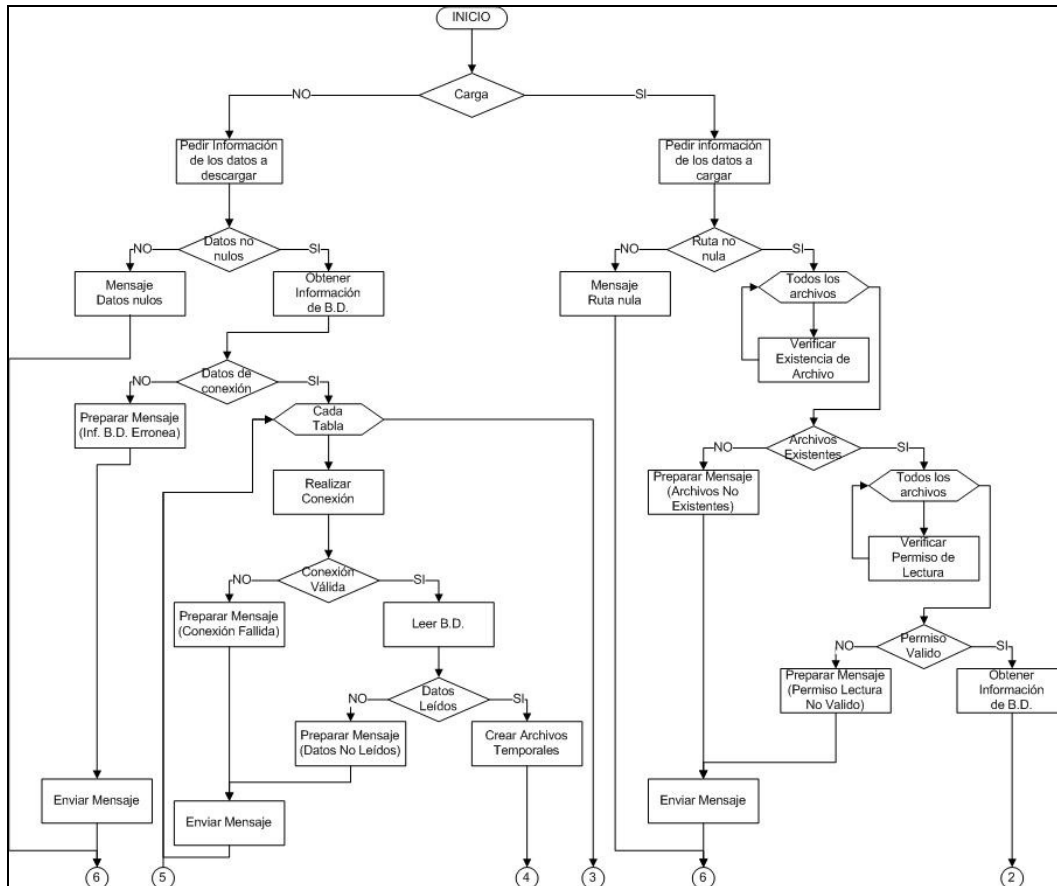 INICIO
Carga
NO
SI
Pedir Información
de los datos a
descargar
Pedir información
de los datos a
cargar
Datos no
nulos
NO
SI
Ruta no
nula
NO
SI
Mensaje
Datos nulos
Obtener
Información
de B.D.
Mensaje
Ruta nula
Todos los
archivos
Verificar
Existencia de
Archivo
Datos de
conexión
NO
SI
Preparar Mensaje
(Inf. B.D. Erronea)
Cada
Tabla
Archivos
Existentes
NO
SI
Realizar
Conexión
Preparar Mensaje
(Archivos No
Existentes)
Todos los
archivos
Verificar
Permiso de
Lectura
Conexión
Válida
NO
SI
Preparar Mensaje
(Conexión Fallida)
Leer B.D.
Permiso
Valido
NO
SI
Datos
Leídos
NO
SI
Preparar Mensaje
(Permiso Lectura
No Valido)
Obtener
Información
de B.D.
Preparar Mensaje
(Datos No Leídos)
Crear Archivos
Temporales
Enviar Mensaje
Enviar Mensaje
Enviar Mensaje
6
5
4
3
6
2